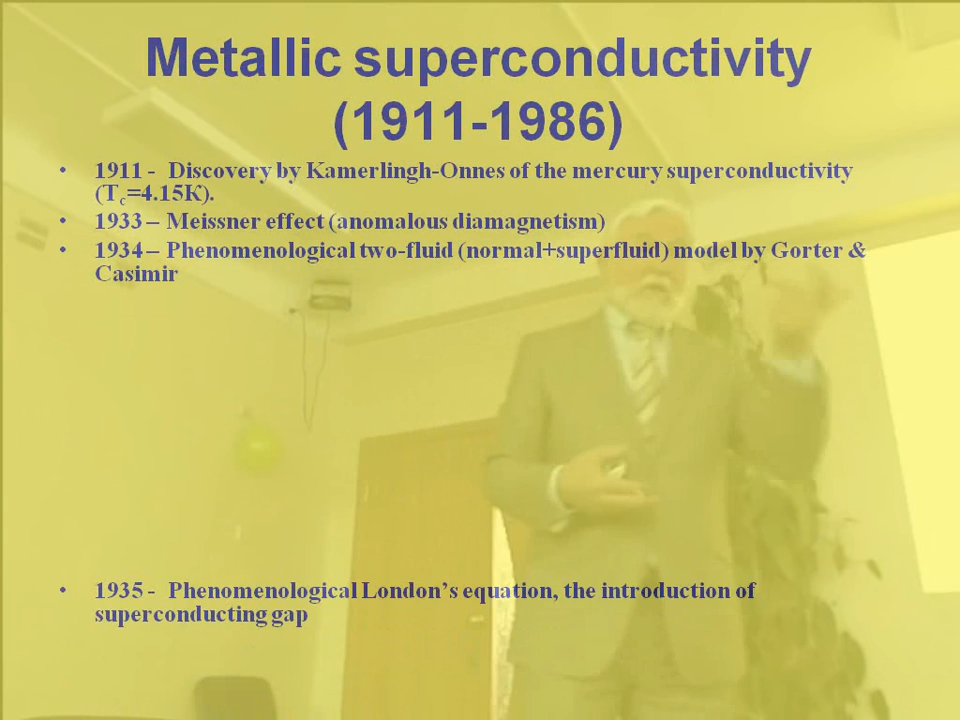 Metallic superconductivity
(1911-1986)
• 1911 - Discovery by Kamerlingh-Onnes of the mercury superconductivity
(Tc=4.15K).
• 1933 – Meissner effect (anomalous diamagnetism)
• 1934 – Phenomenological two-fluid (normal+superfluid) model by Gorter &
Casimir
• 1935 - Phenomenological London's equation, the introduction of
superconducting gap